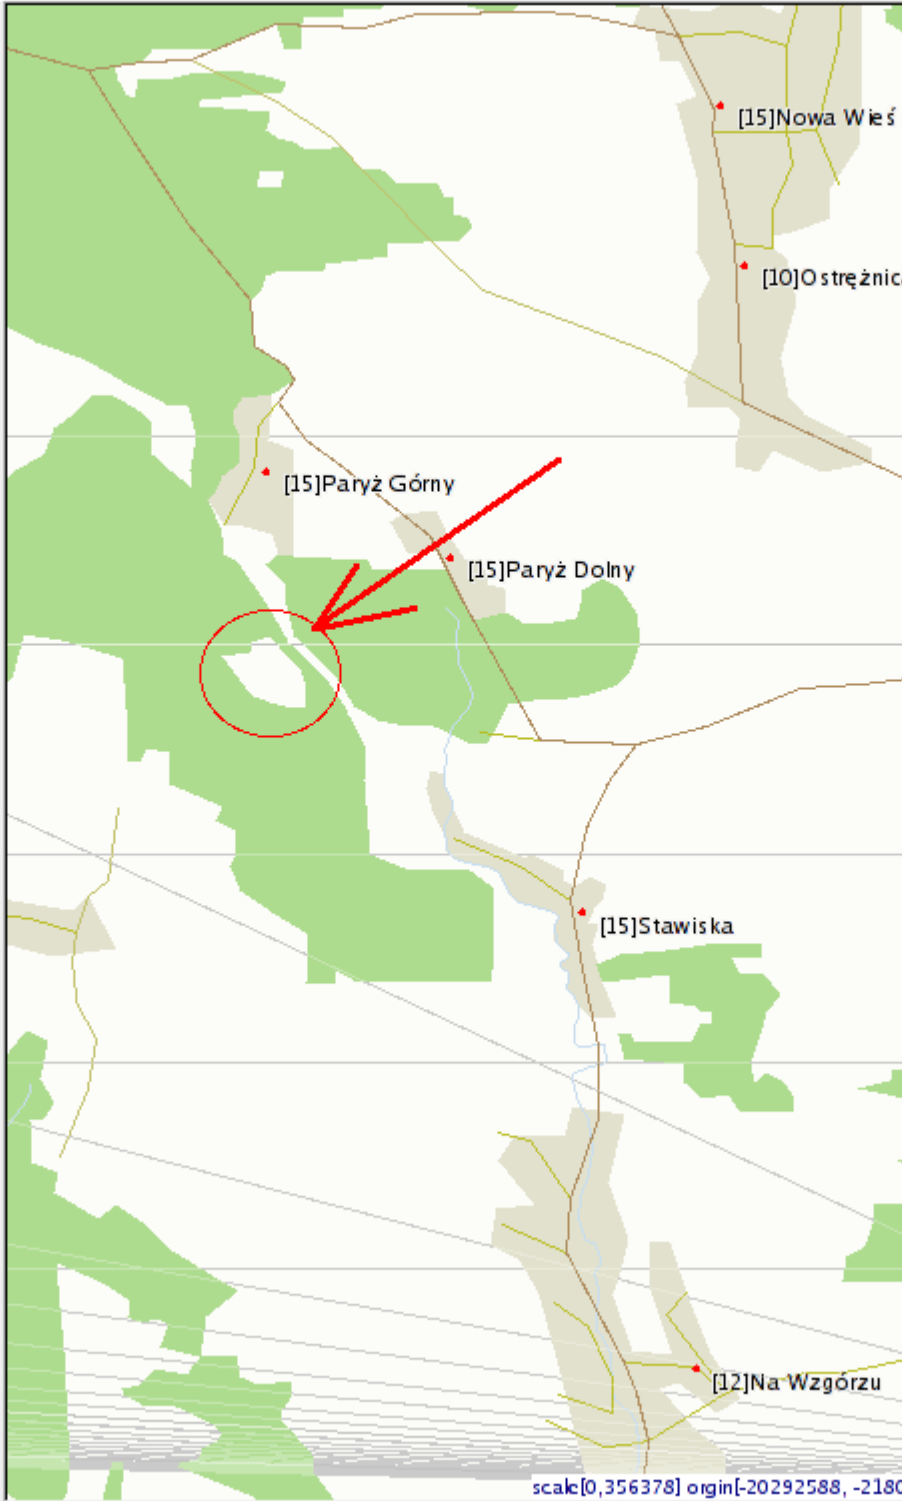 [15]Nowa Wieś
[10]Ostrężnic
[15]Paryż Górny
[15]Paryż Dolny
[15]Stawiska
[12]Na Wzgórzu
scale[0,356378] orgin[-20292588, -2180